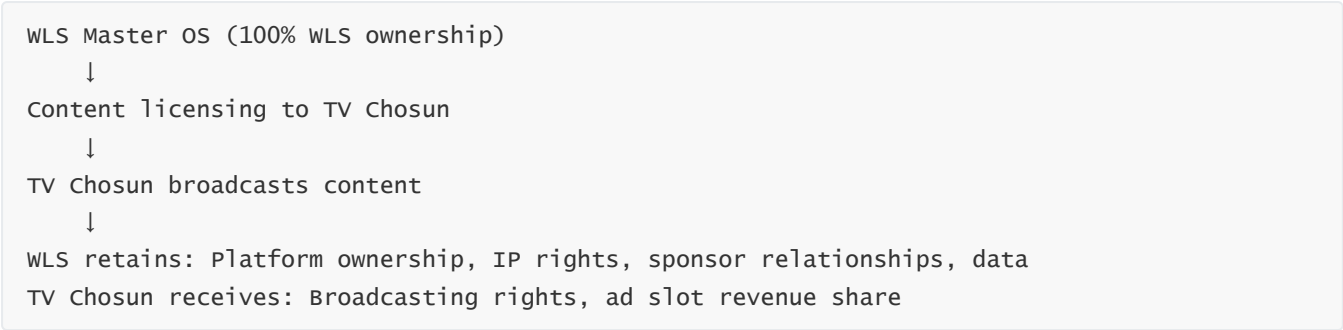 WLS Master OS (100% WLS ownership)
↓
Content licensing to TV Chosun
↓
TV Chosun broadcasts content
↓
WLS retains: Platform ownership, IP rights, sponsor relationships, data
TV Chosun receives: Broadcasting rights, ad slot revenue share